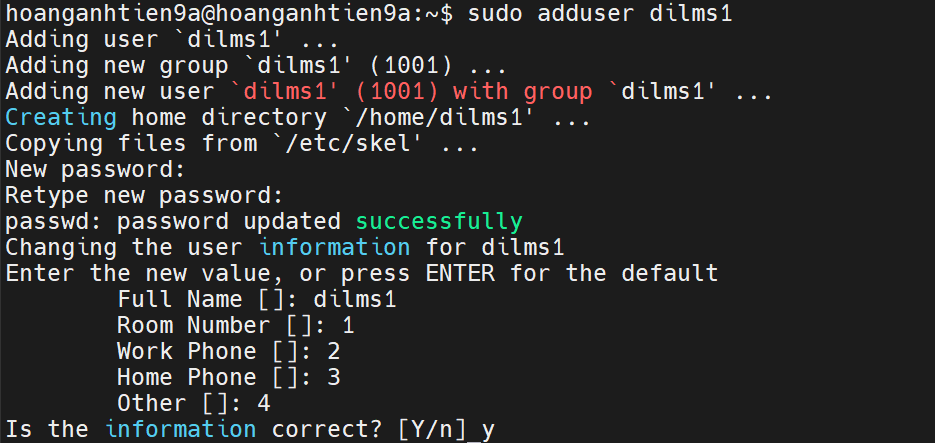 hoanganhtien9a@hoanganhtien9a:~$ sudo adduser dilms1
Adding user `dilms1' ...
Adding new group `dilms1' (1001) ...
Adding new user `dilms1' (1001) with group `dilms1' ...
Creating home directory `/home/dilms1' ...
Copying files from `/etc/skel' ...
New password:
Retype new password:
passwd: password updated successfully
Changing the user information for dilms1
Enter the new value, or press ENTER for the default
Full Name []: dilms1
Room Number []: 1
Work Phone []: 2
Home Phone []: 3
Other []: 4
Is the information correct? [Y/n]_y